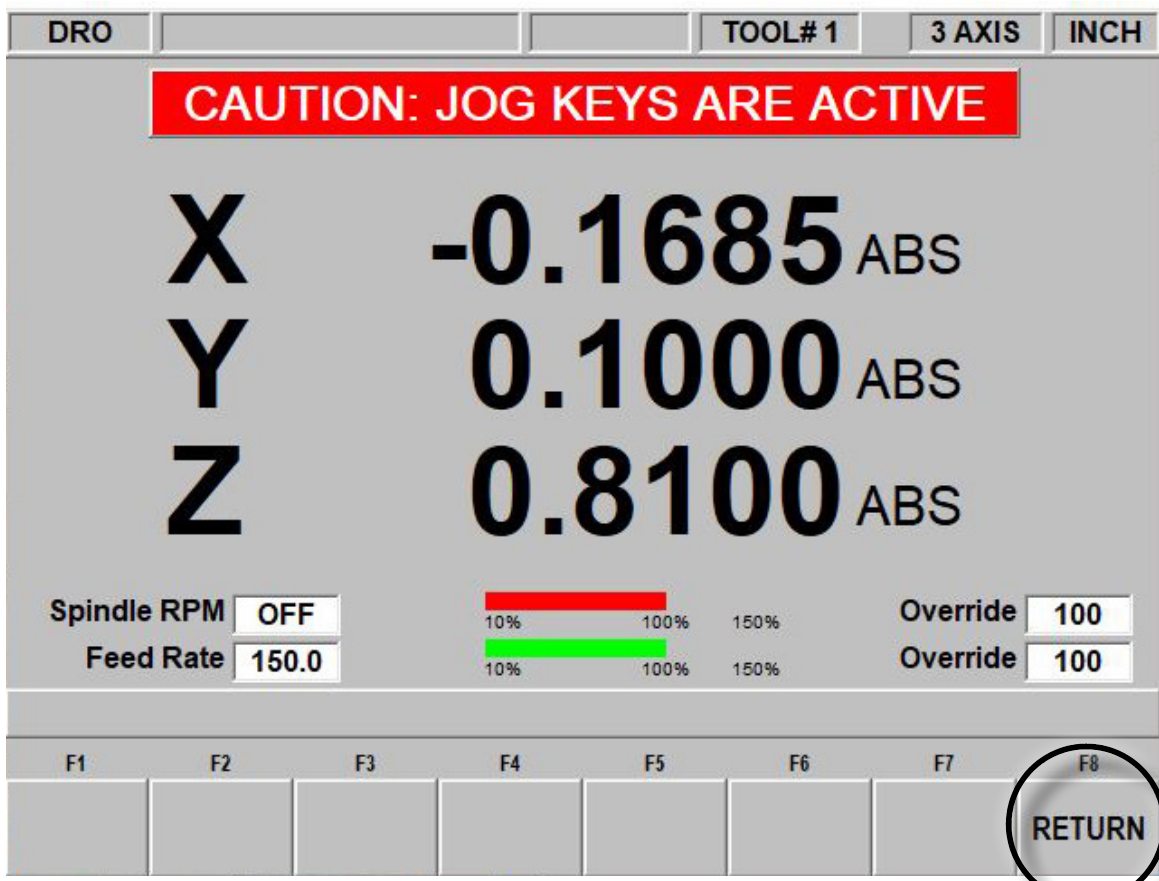 DRO TOOL# 1 3 AXIS INCH
CAUTION: JOG KEYS ARE ACTIVE
X -0.1685 ABS
Y 0.1000 ABS
Z 0.8100 ABS
Spindle RPM OFF 10% 100% 150% Override 100
Feed Rate 150.0 10% 100% 150% Override 100
F1 F2 F3 F4 F5 F6 F7 F8
RETURN